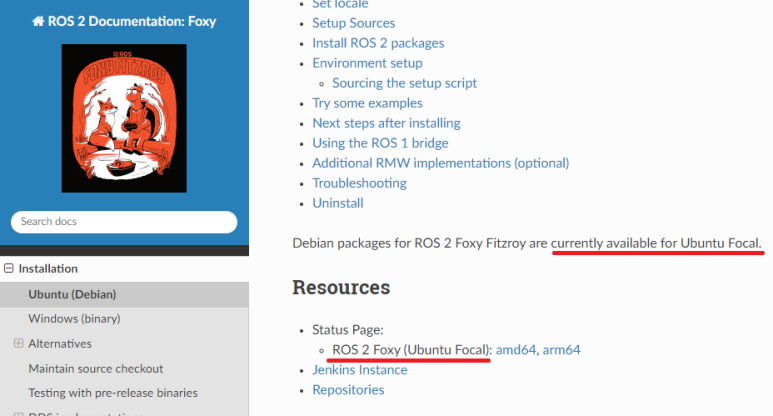 ROS 2 Documentation: Foxy
ROS
FOXY FITZROY
Search docs
Installation
Ubuntu (Debian)
Windows (binary)
Alternatives
Maintain source checkout
Testing with pre-release binaries
Set locale
Setup Sources
Install ROS 2 packages
Environment setup
Sourcing the setup script
Try some examples
Next steps after installing
Using the ROS 1 bridge
Additional RMW implementations (optional)
Troubleshooting
Uninstall
Debian packages for ROS 2 Foxy Fitzroy are currently available for Ubuntu Focal.
Resources
Status Page:
ROS 2 Foxy (Ubuntu Focal): amd64, arm64
Jenkins Instance
Repositories